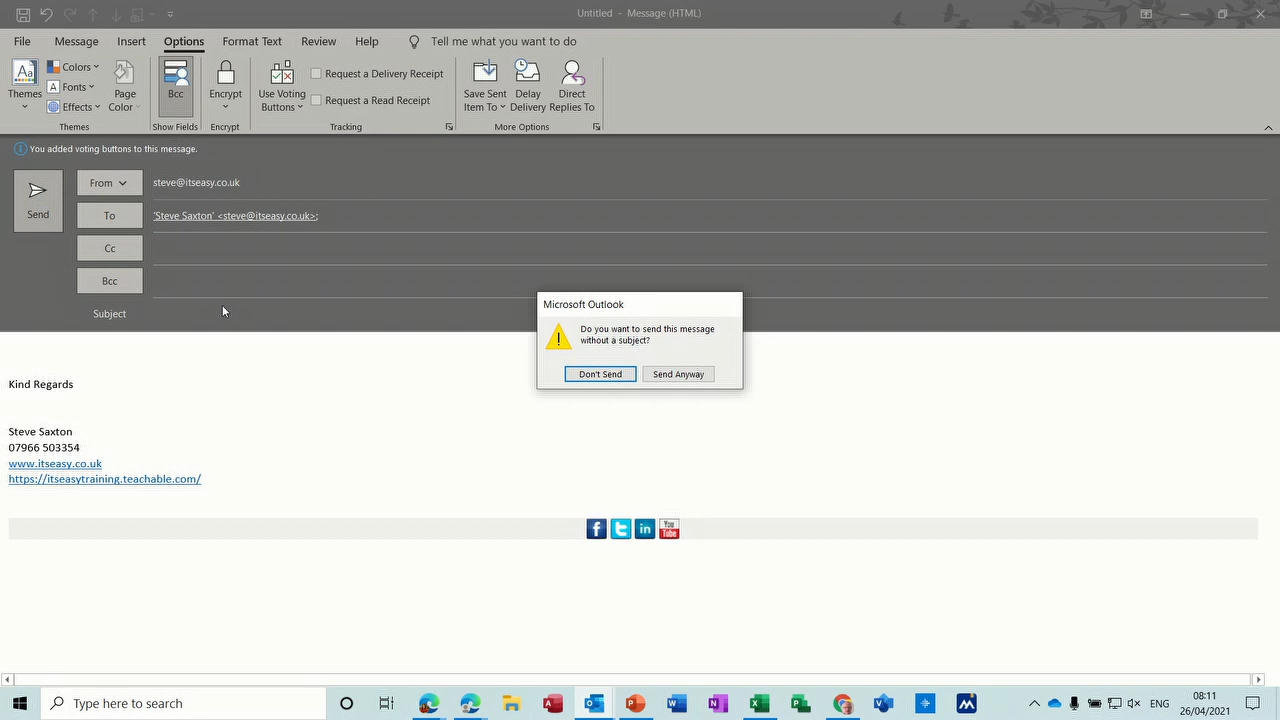 Untitled - Message (HTML)
File Message Insert Options Format Text Review Help Tell me what you want to do
Aa
Themes
Colors
Fonts
Effects
Page
Color
Bcc
Encrypt
Use Voting
Buttons
Request a Delivery Receipt
Request a Read Receipt
Save Sent
Item To
Delay
Delivery
Direct
Replies To
Themes Show Fields Encrypt Tracking More Options
You added voting buttons to this message.
Send
From steve@itseasy.co.uk
To 'Steve Saxton' <steve@itseasy.co.uk>;
Cc
Bcc
Subject
Microsoft Outlook
Do you want to send this message
without a subject?
Don't Send Send Anyway
Kind Regards
Steve Saxton
07966 503354
www.itseasy.co.uk
https://itseasytraining.teachable.com/
f t in You Tube
Type here to search
ENG
08:11
26/04/2021